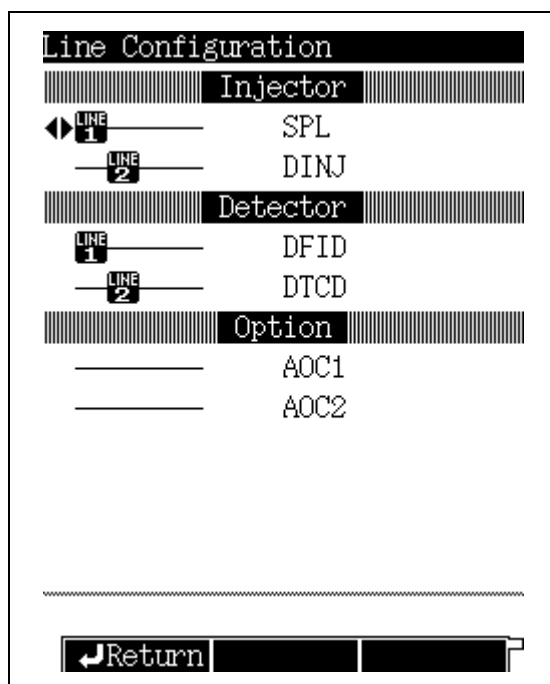 Line Configuration
Injector
LINE 1 SPL
LINE 2 DINJ
Detector
LINE 1 DFID
LINE 2 DTCD
Option
AOC1
AOC2
Return